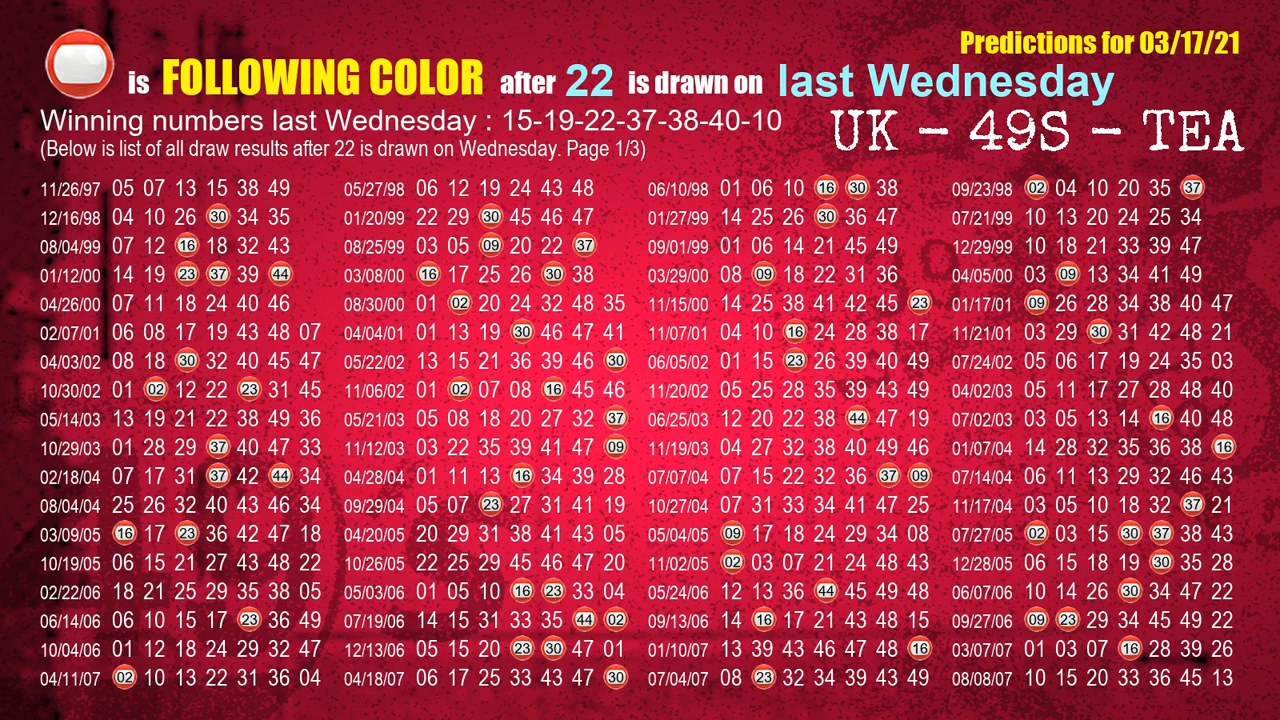 Predictions for 03/17/21
is FOLLOWING COLOR after 22 is drawn on last Wednesday
Winning numbers last Wednesday : 15-19-22-37-38-40-10
UK - 49S - TEA
(Below is list of all draw results after 22 is drawn on Wednesday. Page 1/3)
11/26/97 05 07 13 15 38 49 05/27/98 06 12 19 24 43 48 06/10/98 01 06 10 16 30 38 09/23/98 02 04 10 20 35 37
12/16/98 04 10 26 30 34 35 01/20/99 22 29 30 45 46 47 01/27/99 14 25 26 30 36 47 07/21/99 10 13 20 24 25 34
08/04/99 07 12 16 18 32 43 08/25/99 03 05 09 20 22 37 09/01/99 01 06 14 21 45 49 12/29/99 10 18 21 33 39 47
01/12/00 14 19 23 37 39 44 03/08/00 16 17 25 26 30 38 03/29/00 08 09 18 22 31 36 04/05/00 03 09 13 34 41 49
04/26/00 07 11 18 24 40 46 08/30/00 01 02 20 24 32 48 35 11/15/00 14 25 38 41 42 45 23 01/17/01 09 26 28 34 38 40 47
02/07/01 06 08 17 19 43 48 07 04/04/01 01 13 19 30 46 47 41 11/07/01 04 10 16 24 28 38 17 11/21/01 03 29 30 31 42 48 21
04/03/02 08 18 30 32 40 45 47 05/22/02 13 15 21 36 39 46 30 06/05/02 01 15 23 26 39 40 49 07/24/02 05 06 17 19 24 35 03
10/30/02 01 02 12 22 23 31 45 11/06/02 01 02 07 08 16 45 46 11/20/02 05 25 28 35 39 43 49 04/02/03 05 11 17 27 28 48 40
05/14/03 13 19 21 22 38 49 36 05/21/03 05 08 18 20 27 32 37 06/25/03 12 20 22 38 44 47 19 07/02/03 03 05 13 14 16 40 48
10/29/03 01 28 29 37 40 47 33 11/12/03 03 22 35 39 41 47 09 11/19/03 04 27 32 38 40 49 46 01/07/04 14 28 32 35 36 38 16
02/18/04 07 17 31 37 42 44 34 04/28/04 01 11 13 16 34 39 28 07/07/04 07 15 22 32 36 37 09 07/14/04 06 11 13 29 32 46 43
08/04/04 25 26 32 40 43 46 34 09/29/04 05 07 23 27 31 41 19 10/27/04 07 31 33 34 41 47 25 11/17/04 03 05 10 18 32 37 21
03/09/05 16 17 23 36 42 47 18 04/20/05 20 29 31 38 41 43 05 05/04/05 09 17 18 24 29 34 08 07/27/05 02 03 15 30 37 38 43
10/19/05 06 15 21 27 43 48 22 10/26/05 22 25 29 45 46 47 20 11/02/05 02 03 07 21 24 48 43 12/28/05 06 15 18 19 30 35 28
02/22/06 18 21 25 29 35 38 05 05/03/06 01 05 10 16 23 33 04 05/24/06 12 13 36 44 45 49 48 06/07/06 10 14 26 30 34 47 22
06/14/06 06 10 15 17 23 36 49 07/19/06 14 15 31 33 35 44 02 09/13/06 14 16 17 21 43 48 15 09/27/06 09 23 29 34 45 49 22
10/04/06 01 12 18 24 29 32 47 12/13/06 05 15 20 23 30 47 01 01/10/07 13 39 43 46 47 48 16 03/07/07 01 03 07 16 28 39 26
04/11/07 02 10 13 22 31 36 04 04/18/07 06 17 25 33 43 47 30 07/04/07 08 23 32 34 39 43 49 08/08/07 10 15 20 33 36 45 13